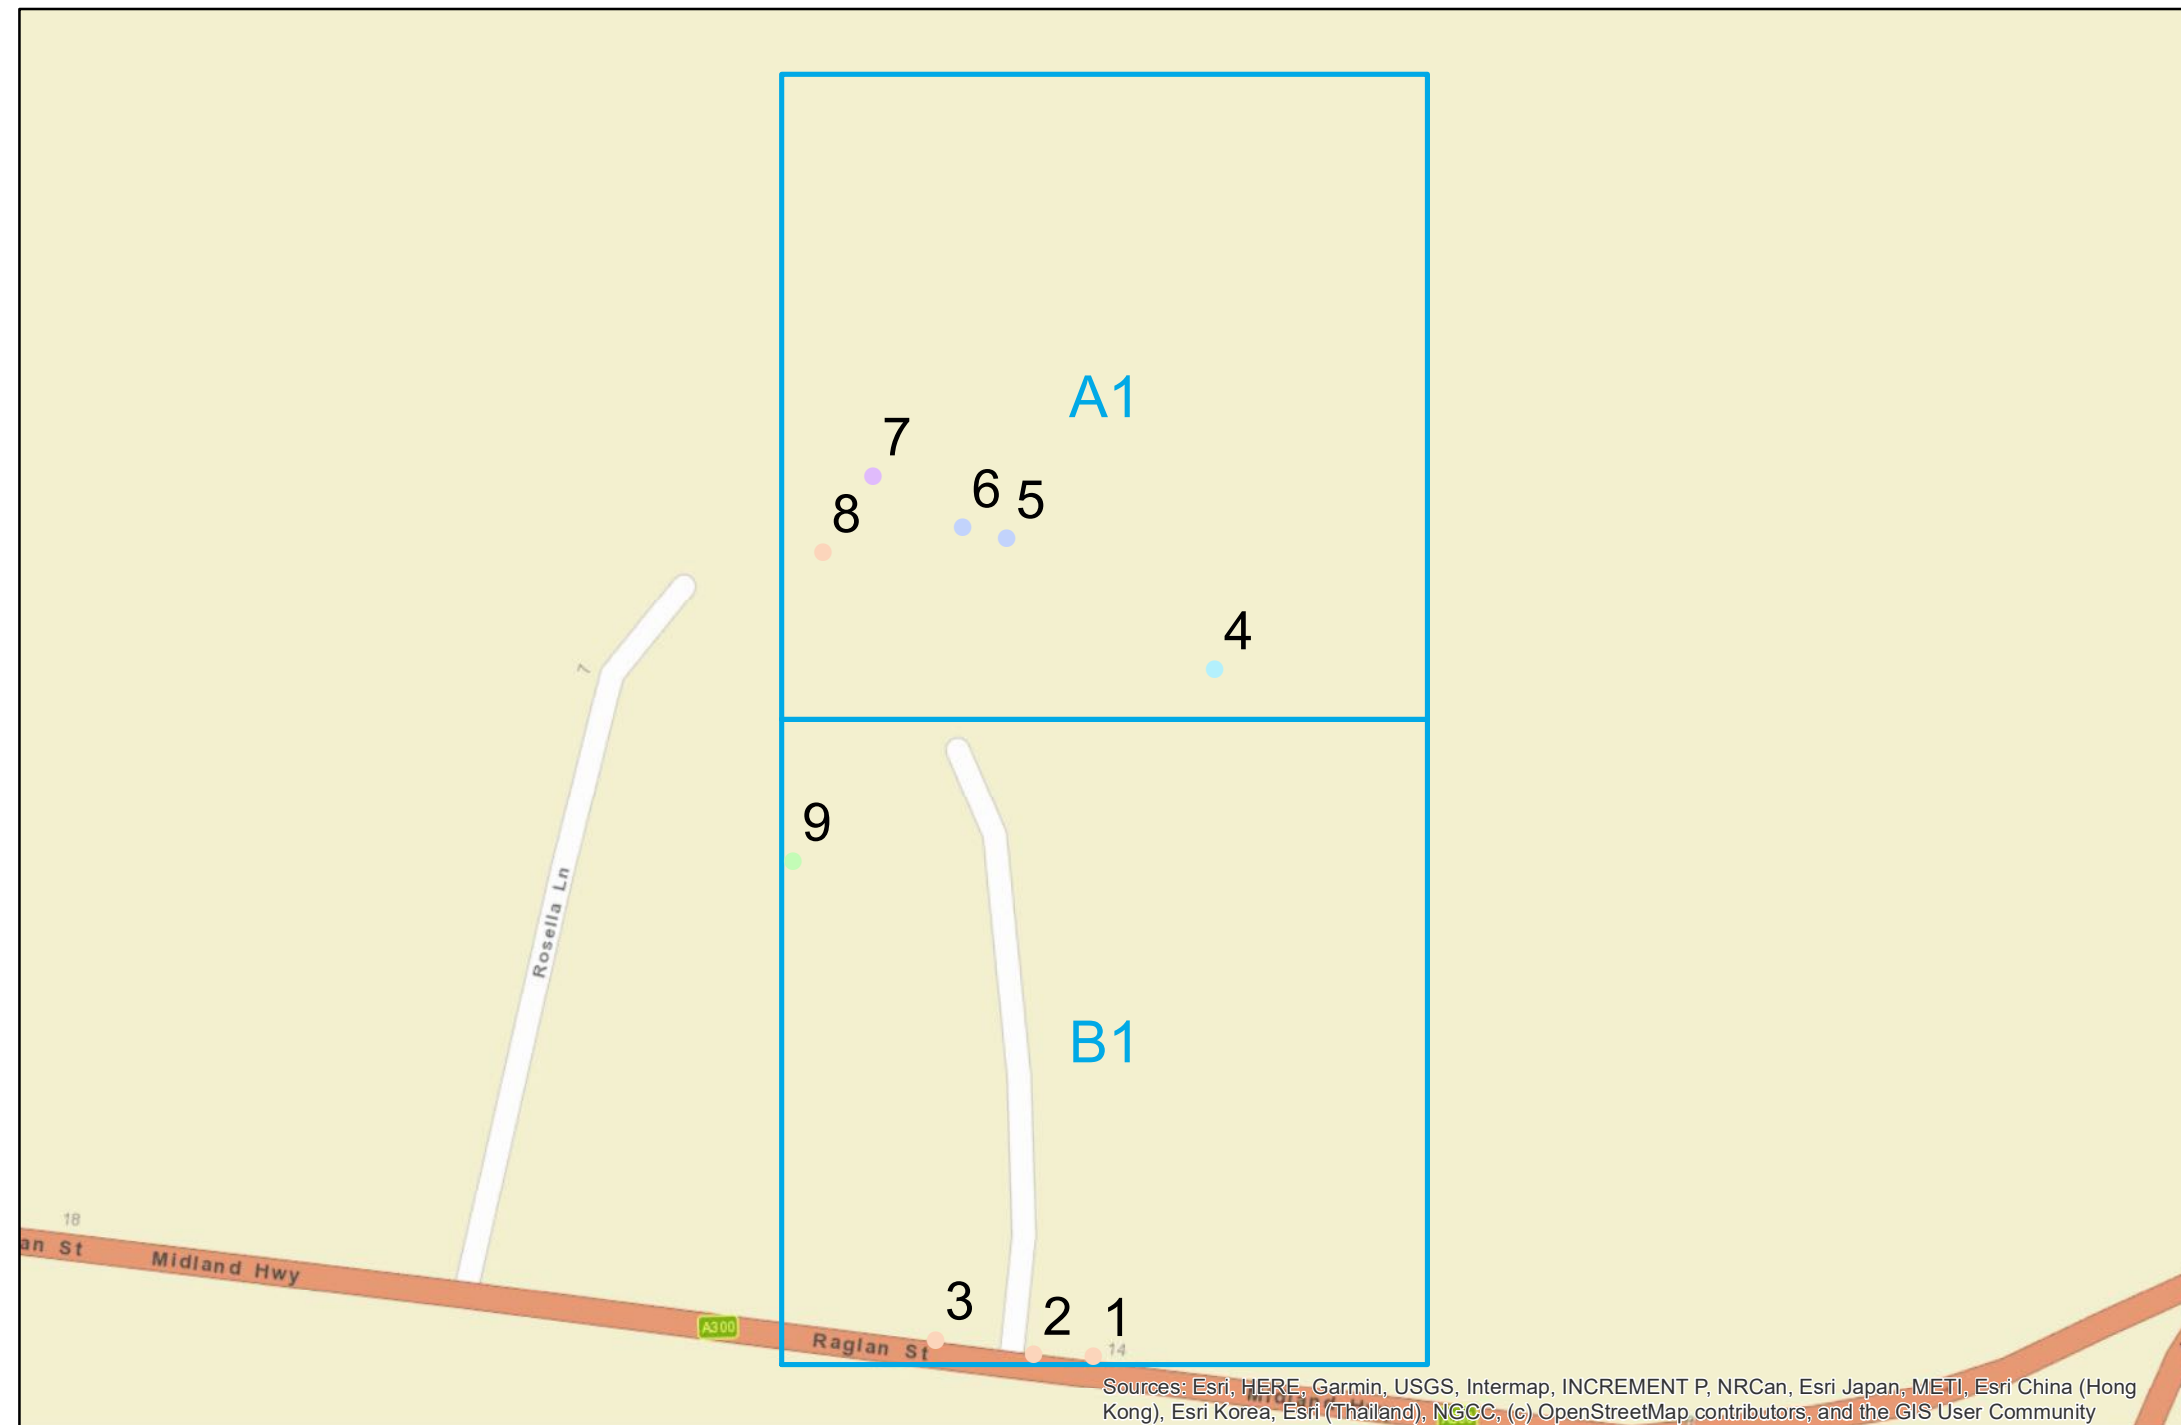 A1
7
6
5
8
4
7
9
Rosella Ln
B1
18
an St
Midland Hwy
A300
Raglan St
3
2
1
14
Sources: Esri, HERE, Garmin, USGS, Intermap, INCREMENT P, NRCan, Esri Japan, METI, Esri China (Hong
Kong), Esri Korea, Esri (Thailand), NGCC, (c) OpenStreetMap contributors, and the GIS User Community